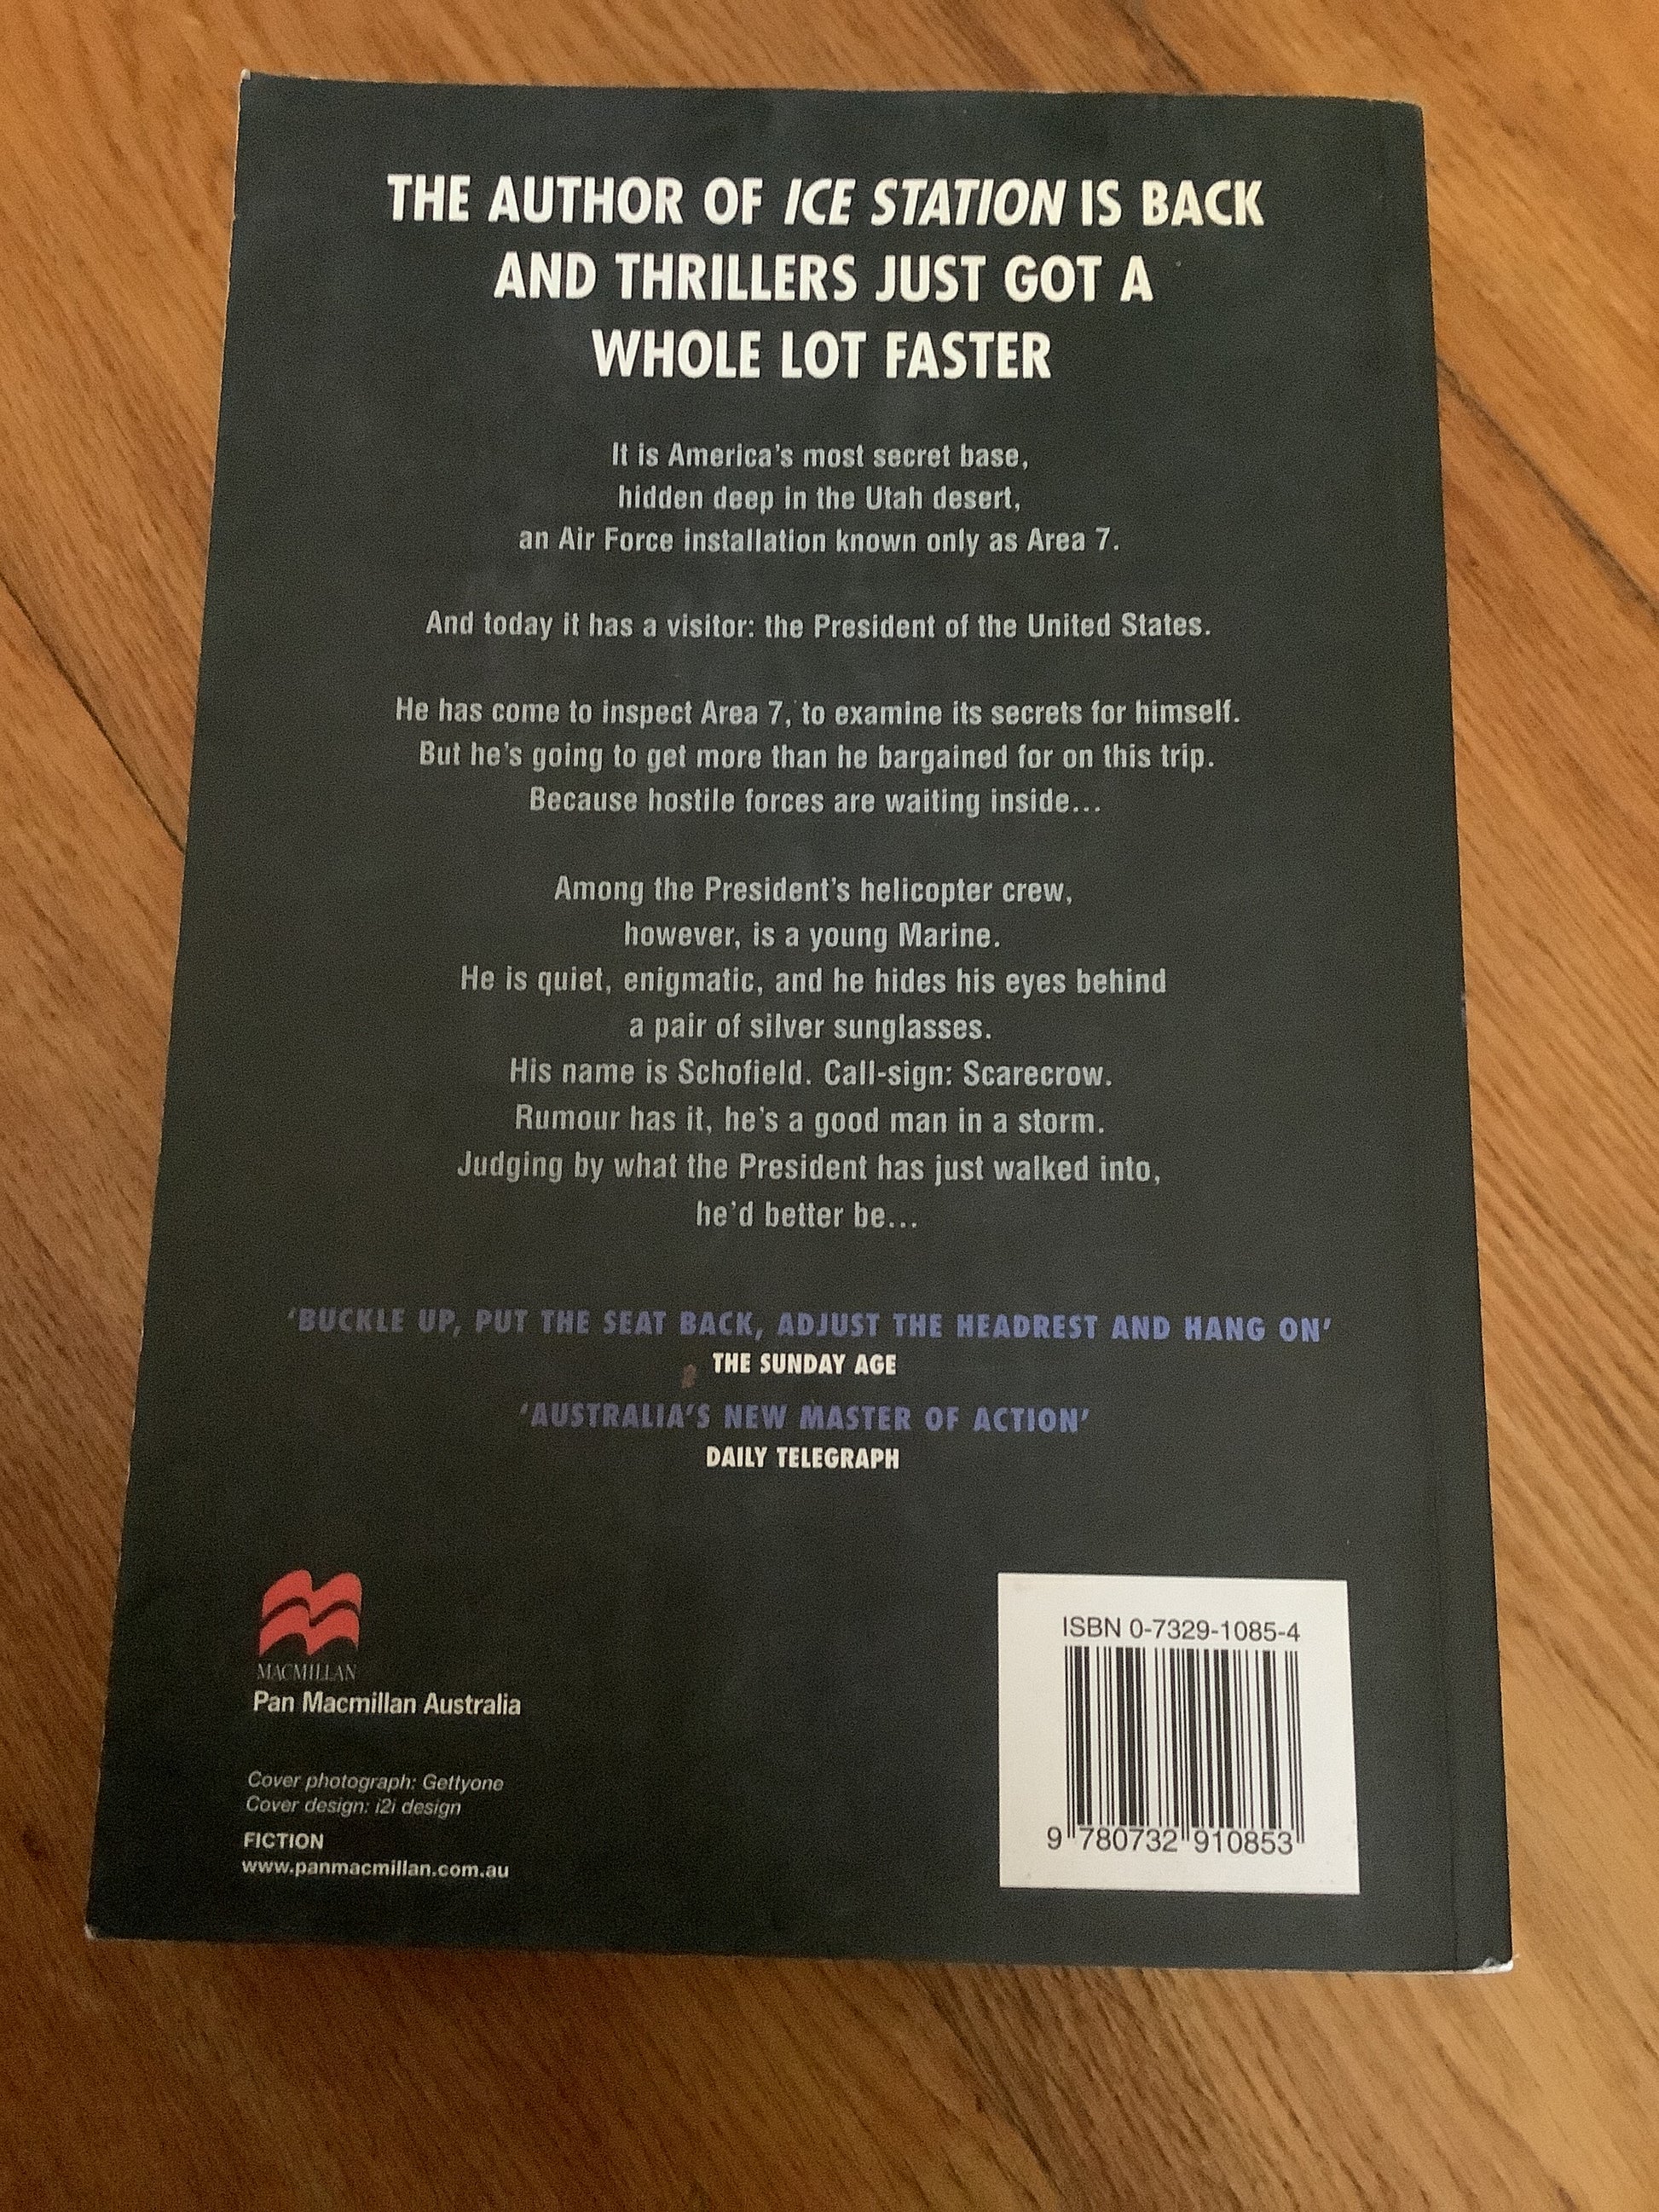 THE AUTHOR OF ICE STATION IS BACK
AND THRILLERS JUST GOT A
WHOLE LOT FASTER
It is America's most secret base,
hidden deep in the Utah desert,
an Air Force installation known only as Area 7.
And today it has a visitor: the President of the United States.
He has come to inspect Area 7, to examine its secrets for himself.
But he's going to get more than he bargained for on this trip.
Because hostile forces are waiting inside...
Among the President's helicopter crew,
however, is a young Marine.
He is quiet, enigmatic, and he hides his eyes behind
a pair of silver sunglasses.
His name is Schofield. Call-sign: Scarecrow.
Rumour has it, he's a good man in a storm.
Judging by what the President has just walked into,
he'd better be...
'BUCKLE UP, PUT THE SEAT BACK, ADJUST THE HEADREST AND HANG ON'
THE SUNDAY AGE
'AUSTRALIA'S NEW MASTER OF ACTION'
DAILY TELEGRAPH
MACMILLAN
Pan Macmillan Australia
Cover photograph: Gettyone
Cover design: i2i design
FICTION
www.panmacmillan.com.au
ISBN 0-7329-1085-4
9 780732 910853